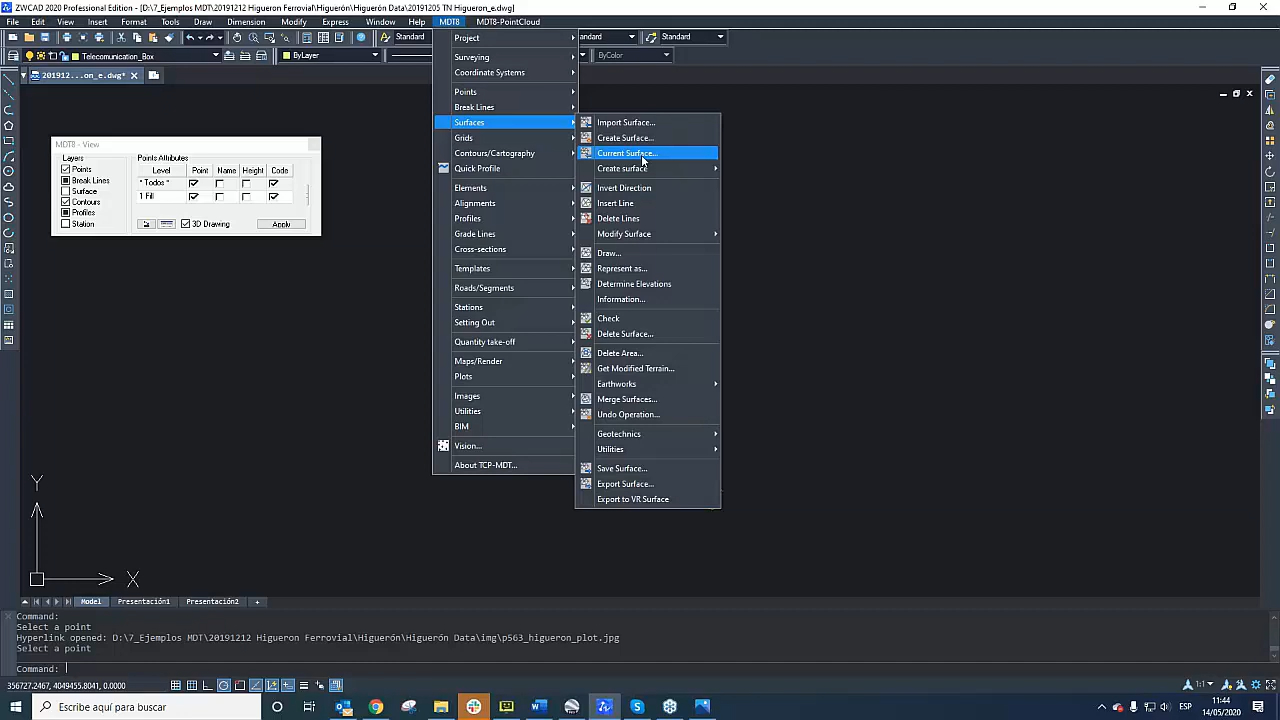 ZWCAD 2020 Professional Edition - [D:\7_Ejemplos MDT\20191212 Higueron Ferrovial\Higuerón\Higuerón Data\20191205 TN Higueron_e.dwg*]
File Edit View Insert Format Tools Draw Dimension Modify Express Window Help MDT8 MDT8-PointCloud
Standard Standard Standard
Telecomunication_Box ByLayer ByColor
201912...on_e.dwg*
Project
Surveying
Coordinate Systems
Points
Break Lines
Surfaces
Grids
Contours/Cartography
Quick Profile
Elements
Alignments
Profiles
Grade Lines
Cross-sections
Templates
Roads/Segments
Stations
Setting Out
Quantity take-off
Maps/Render
Plots
Images
Utilities
BIM
Vision...
About TCP-MDT...
Import Surface...
Create Surface...
Current Surface...
Create surface
Invert Direction
Insert Line
Delete Lines
Modify Surface
Draw...
Represent as...
Determine Elevations
Information...
Check
Delete Surface...
Delete Area...
Get Modified Terrain...
Earthworks
Merge Surfaces...
Undo Operation...
Geotechnics
Utilities
Save Surface...
Export Surface...
Export to VR Surface
MDT8 - View
Layers
Points
Break Lines
Surface
Contours
Profiles
Station
Points Attributes
Level Point Name Height Code
* Todos *
1 Fill
3D Drawing Apply
Y
X
Model Presentación1 Presentación2 +
Command:
Select a point
Hyperlink opened: D:\7_Ejemplos MDT\20191212 Higueron Ferrovial\Higuerón\Higuerón Data\img\p563_higueron_plot.jpg
Select a point
Command:
356727.2467, 4049455.8041, 0.0000 1:1
Escribe aquí para buscar
ESP
11:44
14/05/2020